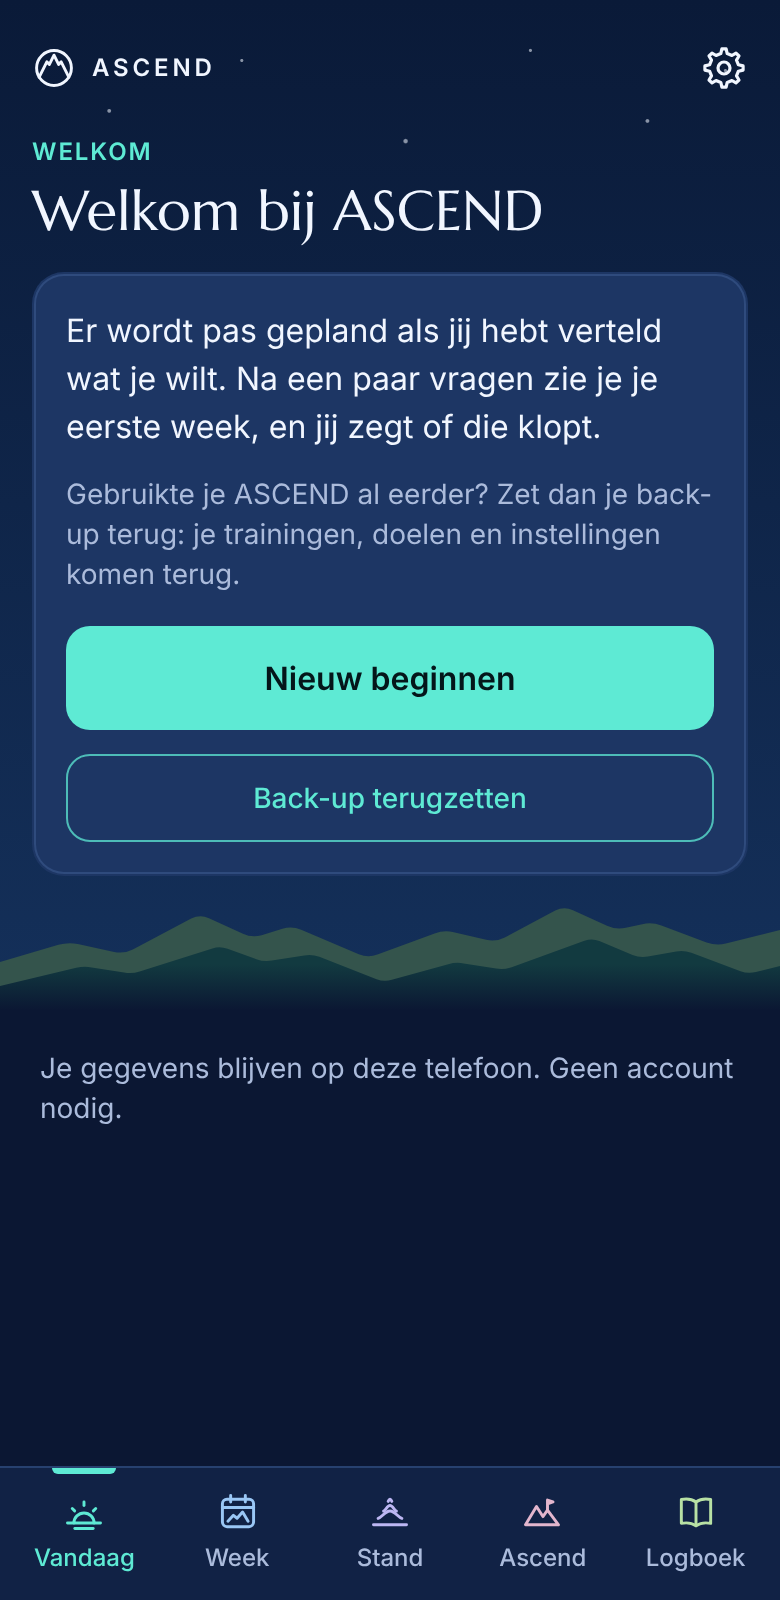 ASCEND
WELKOM
Welkom bij ASCEND
Er wordt pas gepland als jij hebt verteld
wat je wilt. Na een paar vragen zie je je
eerste week, en jij zegt of die klopt.
Gebruikte je ASCEND al eerder? Zet dan je back-
up terug: je trainingen, doelen en instellingen
komen terug.
Nieuw beginnen
Back-up terugzetten
Je gegevens blijven op deze telefoon. Geen account
nodig.
Vandaag
Week
Stand
Ascend
Logboek